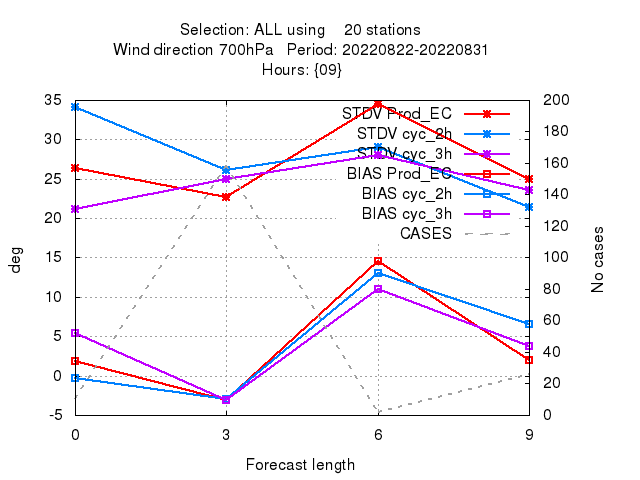 Selection: ALL using 20 stations
Wind direction 700hPa Period: 20220822-20220831
Hours: {09}
STDV Prod_EC
STDV cyc_2h
STDV cyc_3h
BIAS Prod_EC
BIAS cyc_2h
BIAS cyc_3h
CASES
35
30
25
20
15
10
5
0
-5
deg
200
180
160
140
120
100
80
60
40
20
0
No cases
0 3 6 9
Forecast length